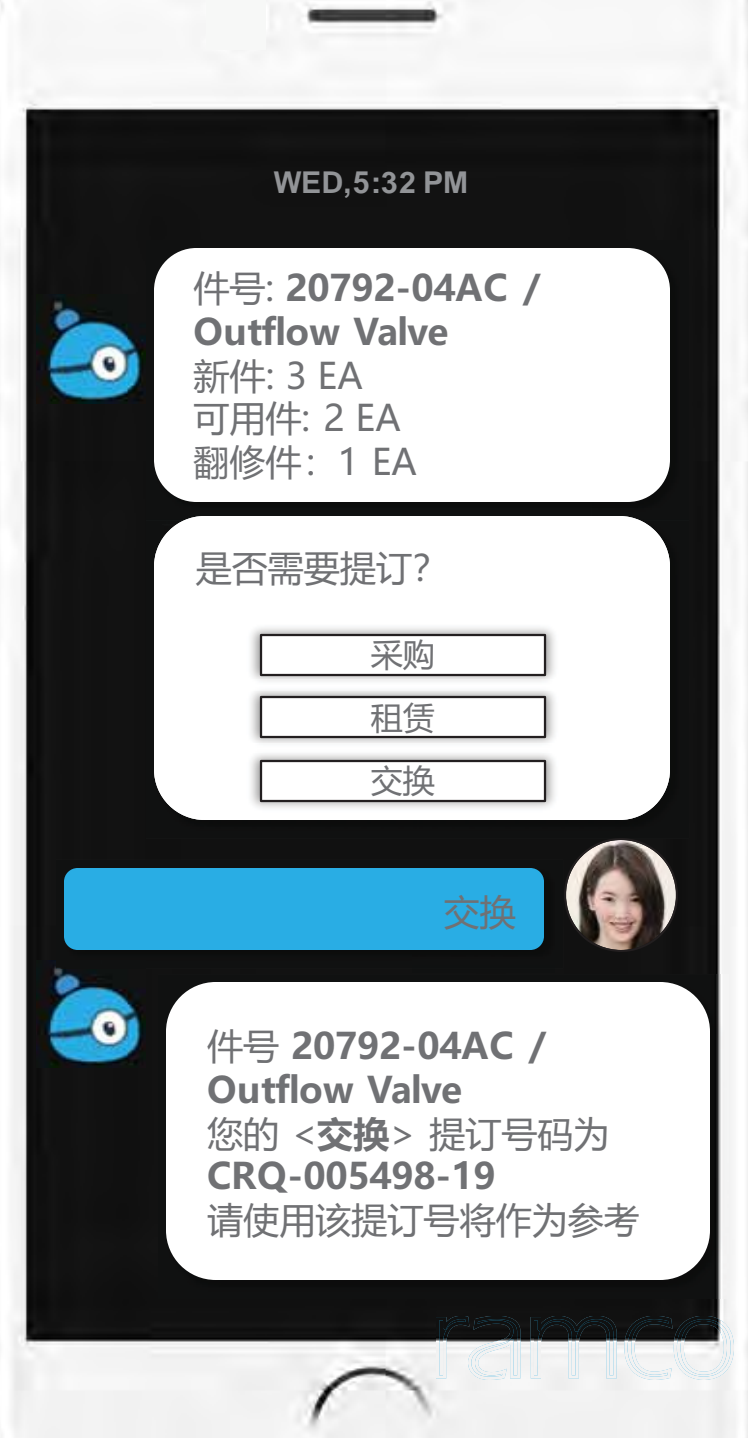 WED,5:32 PM
件号: 20792-04AC /
Outflow Valve
新件: 3 EA
可用件: 2 EA
翻修件：1 EA
是否需要提订？
采购
租赁
交换
交换
件号 20792-04AC /
Outflow Valve
您的 <交换> 提订号码为
CRQ-005498-19
请使用该提订号将作为参考
ramco